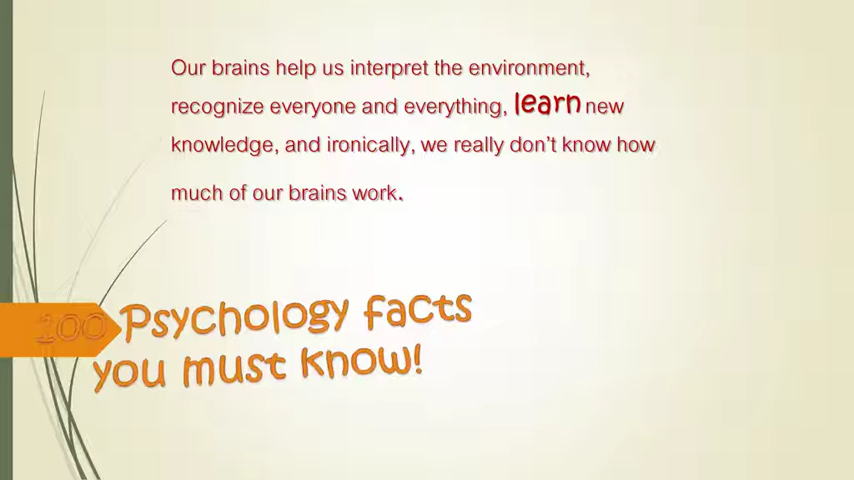 Our brains help us interpret the environment,
recognize everyone and everything, learn new
knowledge, and ironically, we really don't know how
much of our brains work.
100 Psychology facts
you must know!